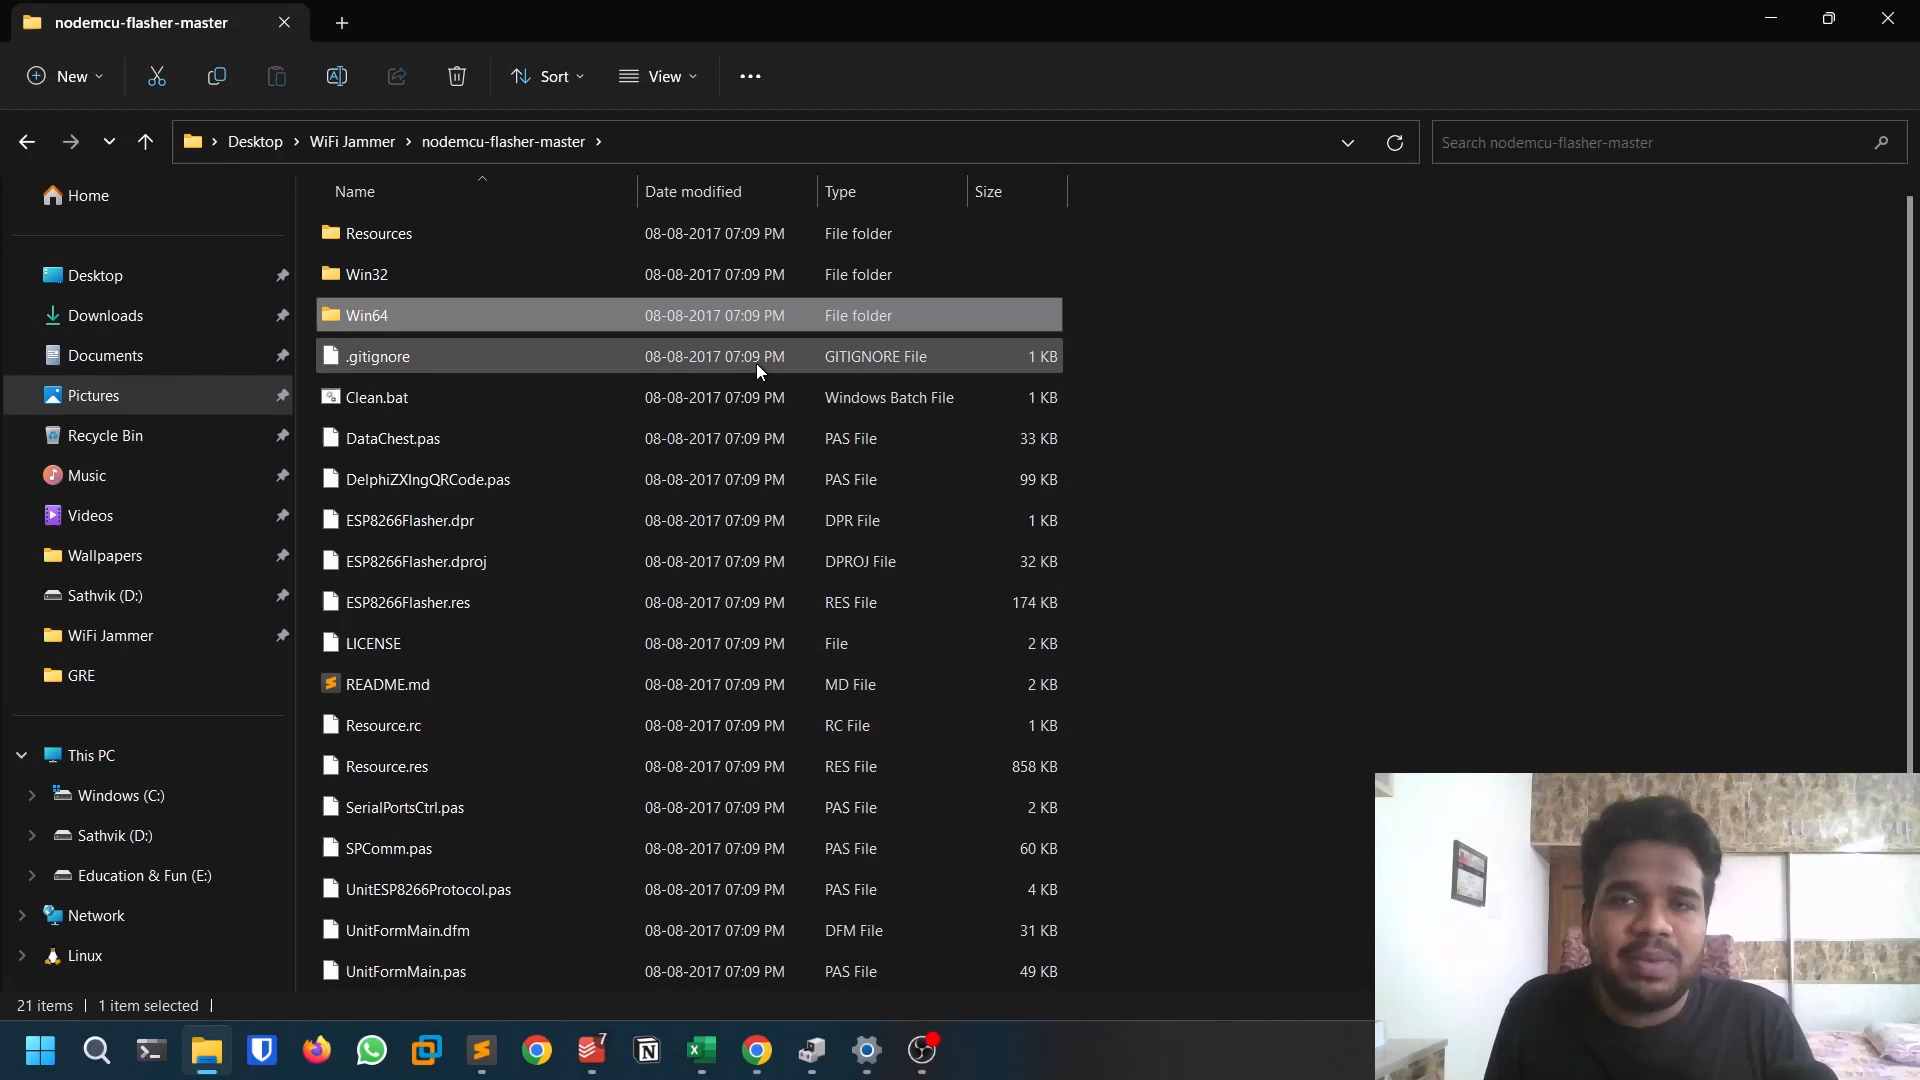 nodemcu-flasher-master
New
Sort
View
Desktop
WiFi Jammer
nodemcu-flasher-master
Search nodemcu-flasher-master
Home
Desktop
Downloads
Documents
Pictures
Recycle Bin
Music
Videos
Wallpapers
Sathvik (D:)
WiFi Jammer
GRE
This PC
Windows (C:)
Sathvik (D:)
Education & Fun (E:)
Network
Linux
Name Date modified Type Size
Resources 08-08-2017 07:09 PM File folder
Win32 08-08-2017 07:09 PM File folder
Win64 08-08-2017 07:09 PM File folder
.gitignore 08-08-2017 07:09 PM GITIGNORE File 1 KB
Clean.bat 08-08-2017 07:09 PM Windows Batch File 1 KB
DataChest.pas 08-08-2017 07:09 PM PAS File 33 KB
DelphiZXIngQRCode.pas 08-08-2017 07:09 PM PAS File 99 KB
ESP8266Flasher.dpr 08-08-2017 07:09 PM DPR File 1 KB
ESP8266Flasher.dproj 08-08-2017 07:09 PM DPROJ File 32 KB
ESP8266Flasher.res 08-08-2017 07:09 PM RES File 174 KB
LICENSE 08-08-2017 07:09 PM File 2 KB
README.md 08-08-2017 07:09 PM MD File 2 KB
Resource.rc 08-08-2017 07:09 PM RC File 1 KB
Resource.res 08-08-2017 07:09 PM RES File 858 KB
SerialPortsCtrl.pas 08-08-2017 07:09 PM PAS File 2 KB
SPComm.pas 08-08-2017 07:09 PM PAS File 60 KB
UnitESP8266Protocol.pas 08-08-2017 07:09 PM PAS File 4 KB
UnitFormMain.dfm 08-08-2017 07:09 PM DFM File 31 KB
UnitFormMain.pas 08-08-2017 07:09 PM PAS File 49 KB
21 items 1 item selected
7